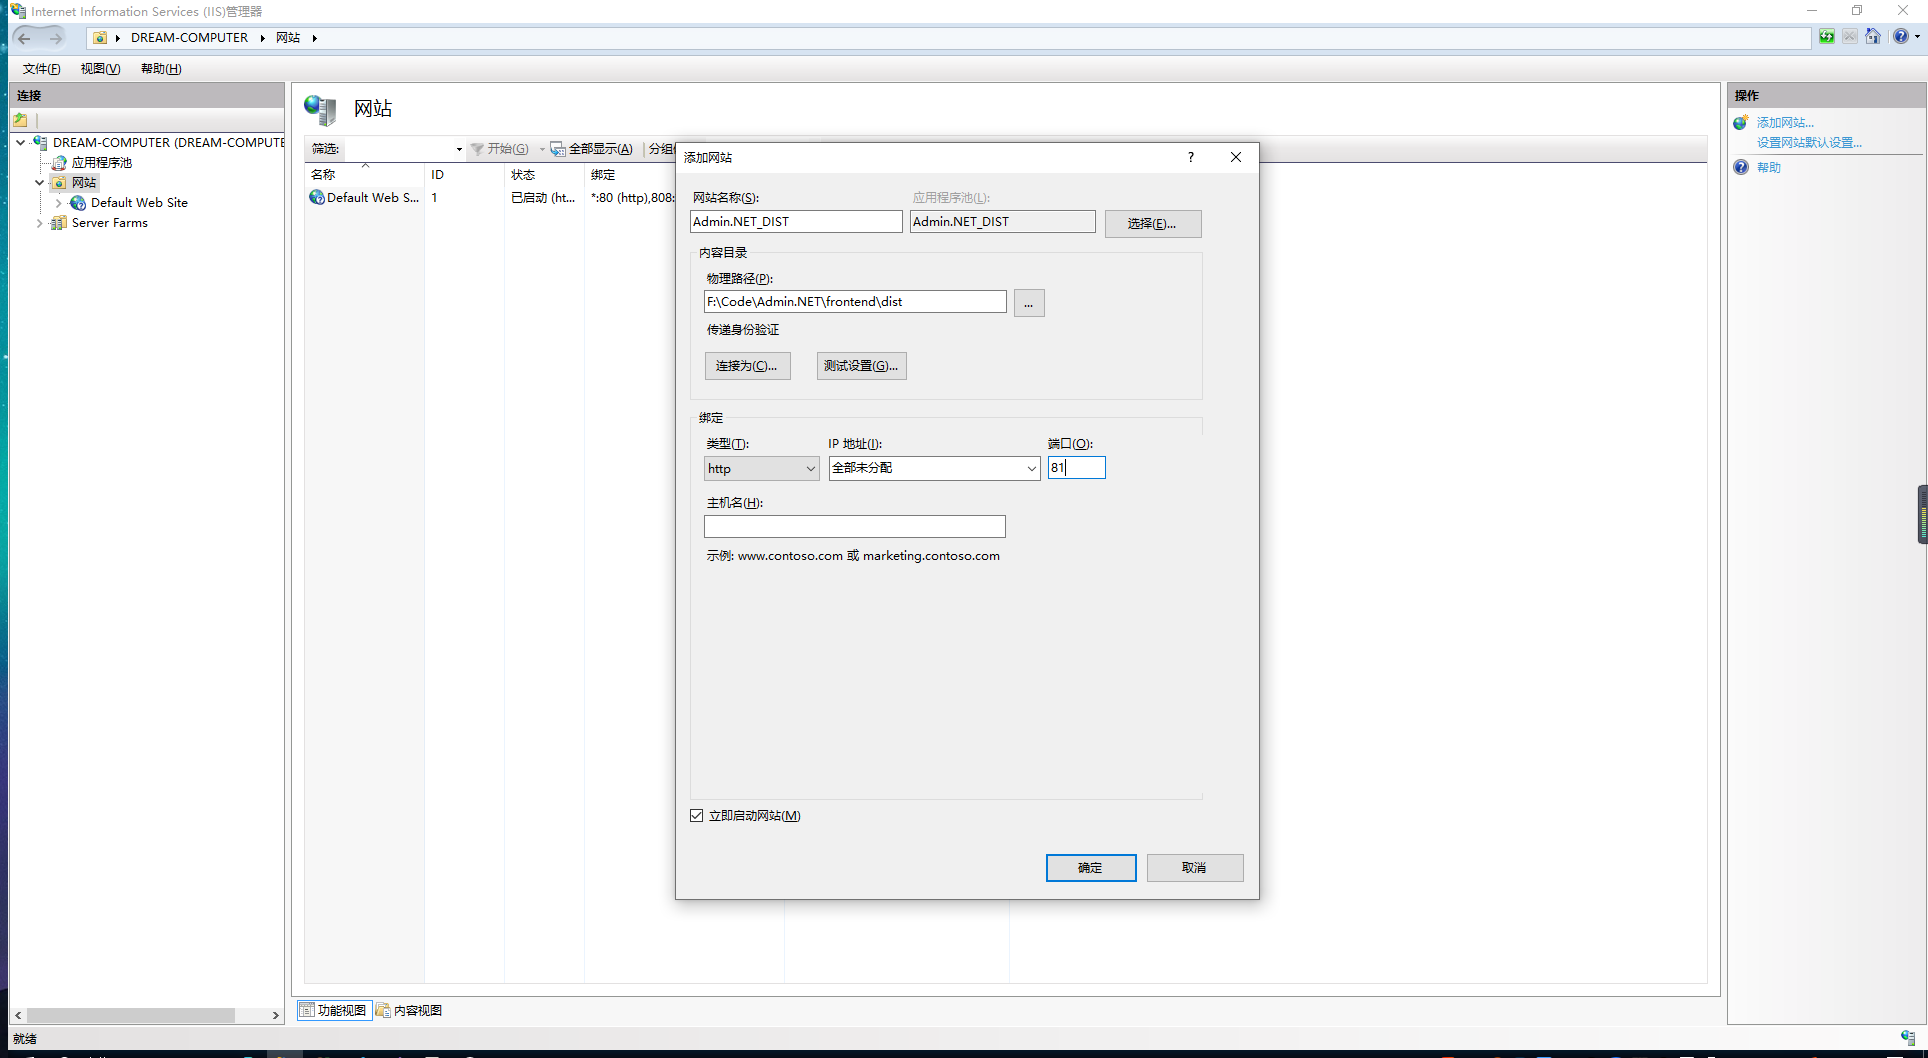 Internet Information Services (IIS)管理器
DREAM-COMPUTER 网站
文件(F) 视图(V) 帮助(H)
连接
DREAM-COMPUTER (DREAM-COMPUTE
应用程序池
网站
Default Web Site
Server Farms
网站
筛选: 开始(G) 全部显示(A) 分组
名称 ID 状态 绑定
Default Web S... 1 已启动 (ht... *:80 (http),808:
添加网站
?
网站名称(S): 应用程序池(L):
Admin.NET_DIST Admin.NET_DIST 选择(E)...
内容目录
物理路径(P):
F:\Code\Admin.NET\frontend\dist ...
传递身份验证
连接为(C)... 测试设置(G)...
绑定
类型(T): IP 地址(I): 端口(O):
http 全部未分配 81
主机名(H):
示例: www.contoso.com 或 marketing.contoso.com
立即启动网站(M)
确定 取消
操作
添加网站...
设置网站默认设置...
帮助
功能视图 内容视图
就绪